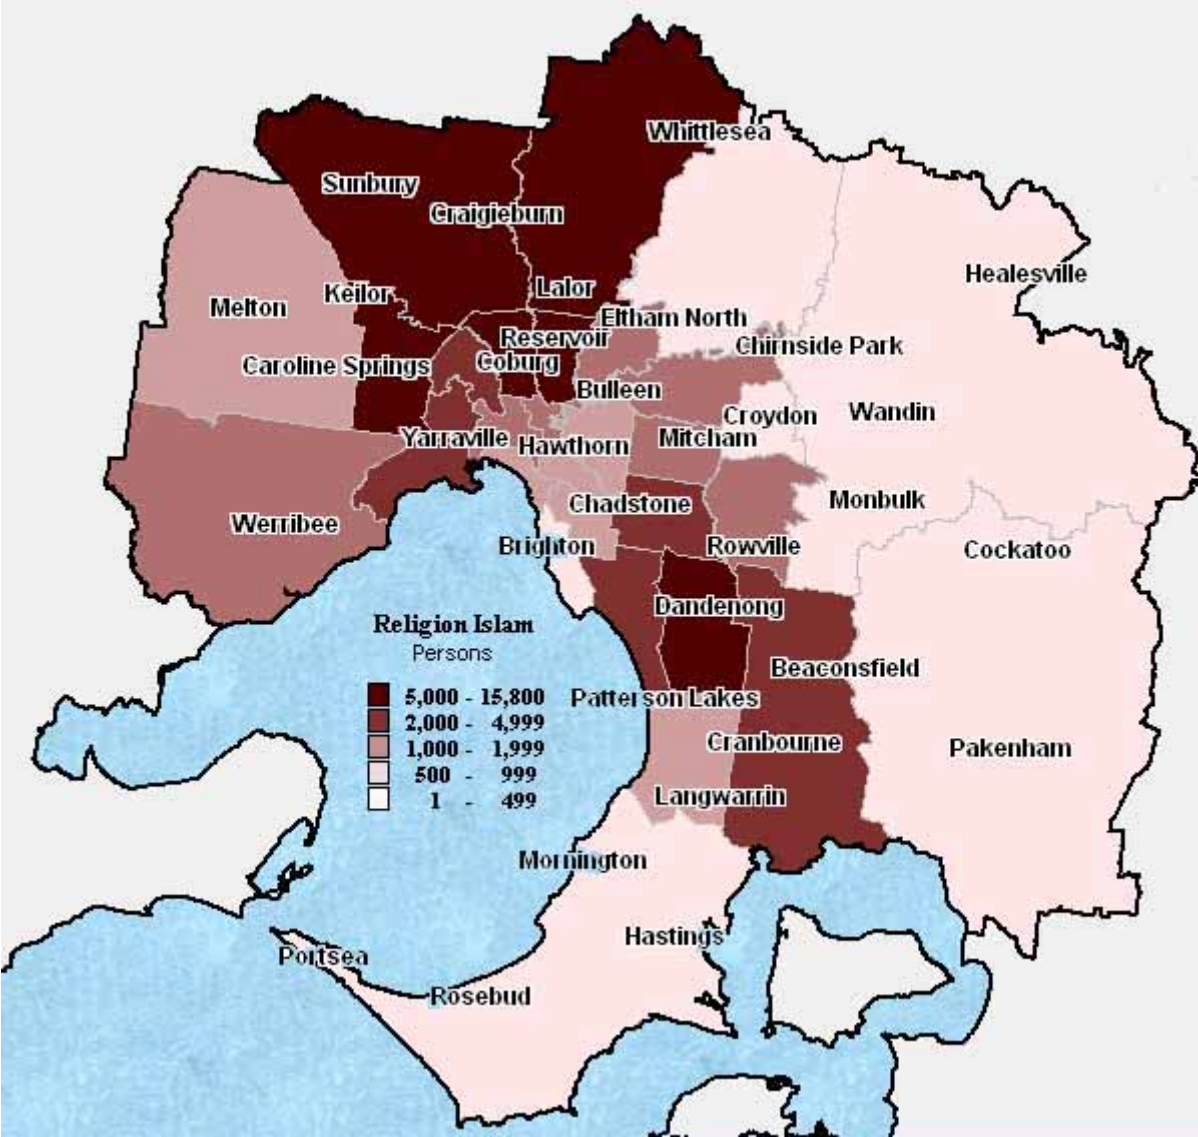 Whittlesea
Sunbury
Craigieburn
Healesville
Keilor
Lalor
Melton
Eltham North
Reservoir
Chirnside Park
Coburg
Caroline Springs
Bulleen
Croydon
Wandin
Yarraville
Hawthorn
Mitcham
Chadstone
Monbulk
Werribee
Brighton
Rowville
Cockatoo
Dandenong
Religion Islam
Persons
Beaconsfield
5,000 - 15,800
2,000 - 4,999
1,000 - 1,999
500 - 999
1 - 499
Patterson Lakes
Cranbourne
Pakenham
Langwarrin
Mornington
Hastings
Portsea
Rosebud